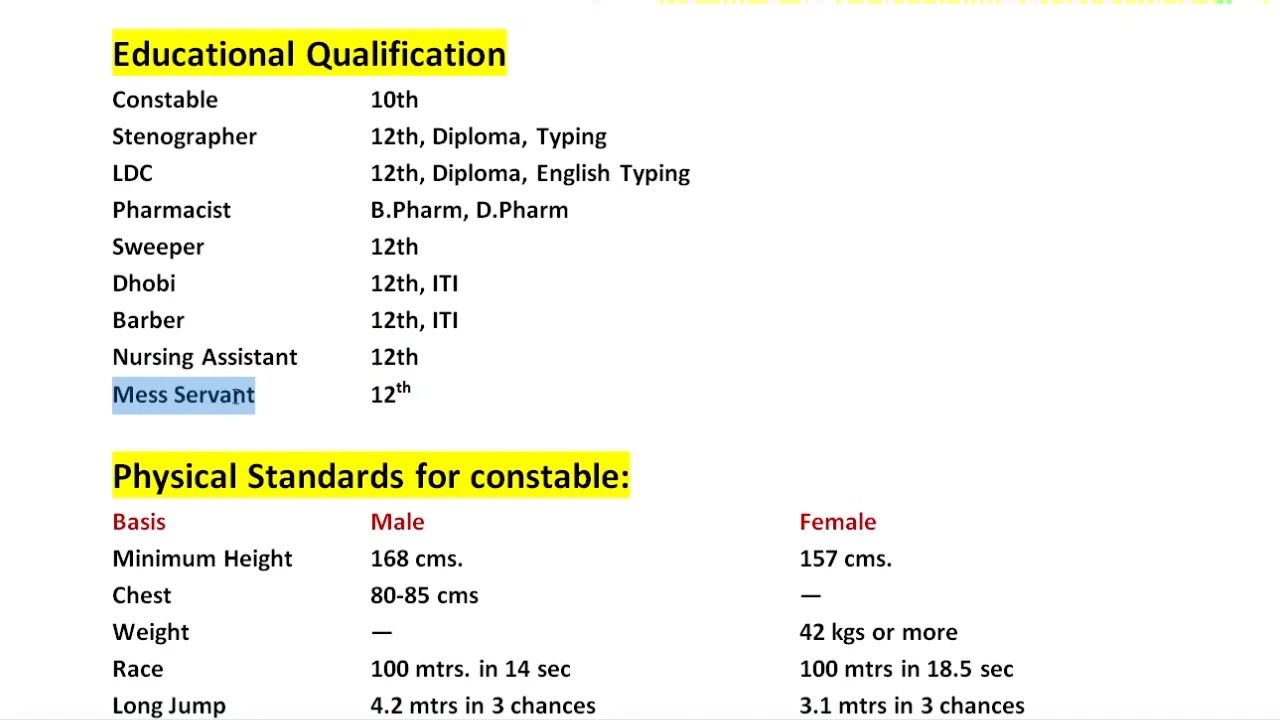 Educational Qualification
Constable 10th
Stenographer 12th, Diploma, Typing
LDC 12th, Diploma, English Typing
Pharmacist B.Pharm, D.Pharm
Sweeper 12th
Dhobi 12th, ITI
Barber 12th, ITI
Nursing Assistant 12th
Mess Servant 12th
Physical Standards for constable:
Basis Male Female
Minimum Height 168 cms. 157 cms.
Chest 80-85 cms —
Weight — 42 kgs or more
Race 100 mtrs. in 14 sec 100 mtrs in 18.5 sec
Long Jump 4.2 mtrs in 3 chances 3.1 mtrs in 3 chances